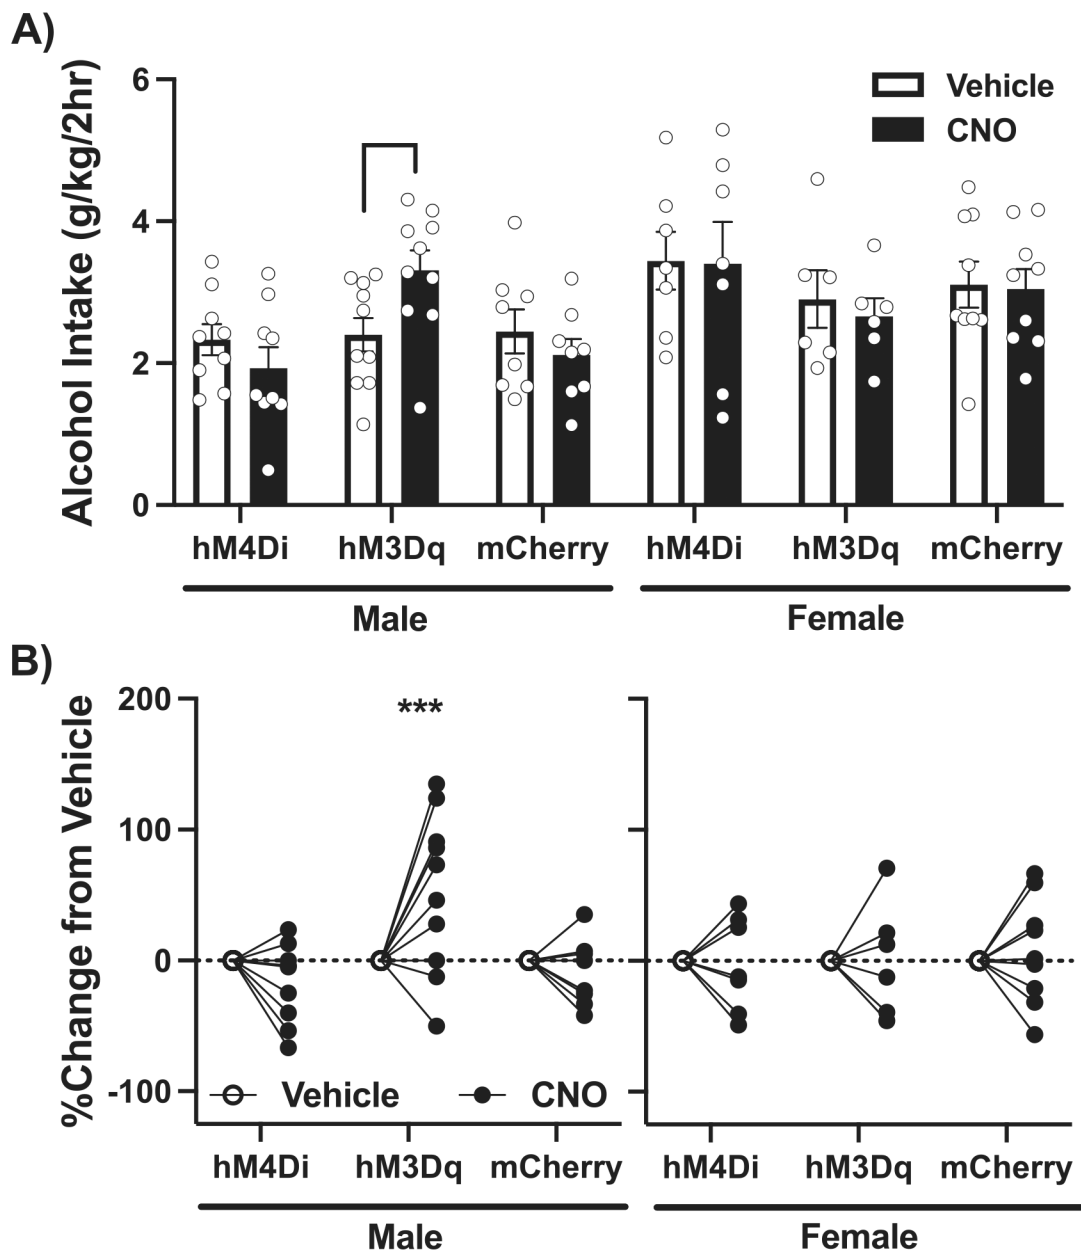 A)
Alcohol Intake (g/kg/2hr)
6
4
2
0
Vehicle
CNO
hM4Di hM3Dq mCherry hM4Di hM3Dq mCherry
Male Female
B)
%Change from Vehicle
200
100
0
-100
***
Vehicle CNO
hM4Di hM3Dq mCherry hM4Di hM3Dq mCherry
Male Female